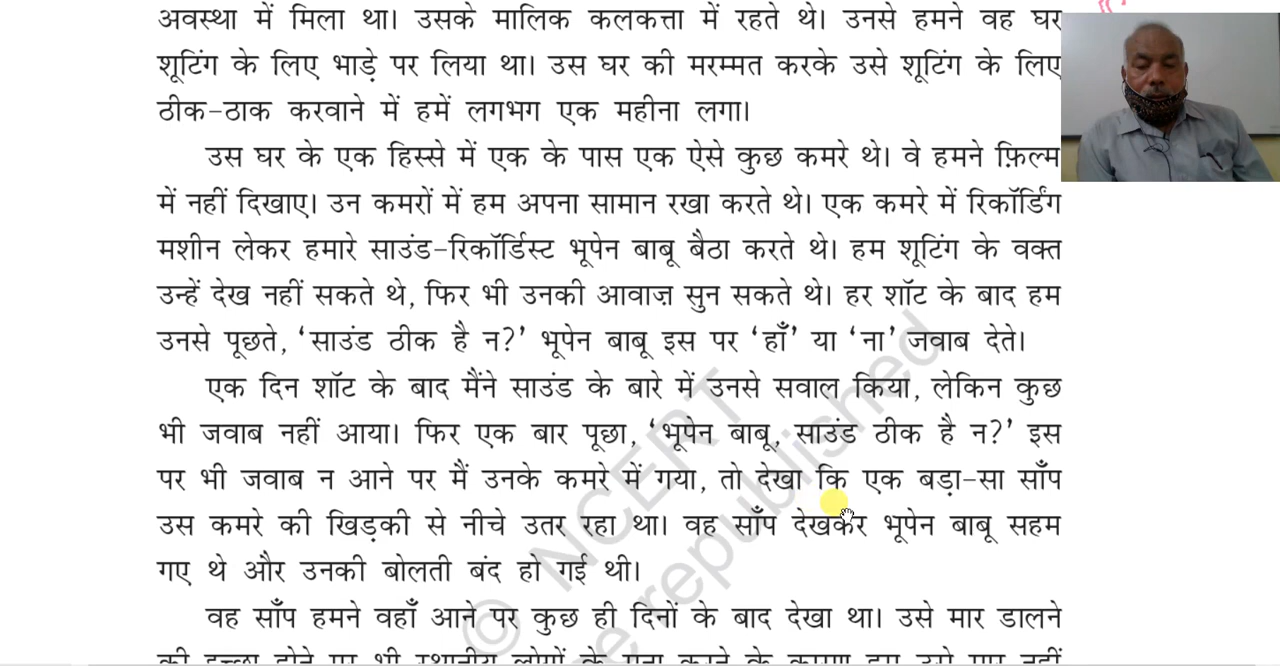 अवस्था में मिला था। उसके मालिक कलकत्ता में रहते थे। उनसे हमने वह घर
शूटिंग के लिए भाड़े पर लिया था। उस घर की मरम्मत करके उसे शूटिंग के लिए
ठीक-ठाक करवाने में हमें लगभग एक महीना लगा।
उस घर के एक हिस्से में एक के पास एक ऐसे कुछ कमरे थे। वे हमने फ़िल्म
में नहीं दिखाए। उन कमरों में हम अपना सामान रखा करते थे। एक कमरे में रिकॉर्डिंग
मशीन लेकर हमारे साउंड-रिकॉर्डिस्ट भूपेन बाबू बैठा करते थे। हम शूटिंग के वक्त
उन्हें देख नहीं सकते थे, फिर भी उनकी आवाज़ सुन सकते थे। हर शॉट के बाद हम
उनसे पूछते, ‘साउंड ठीक है न?’ भूपेन बाबू इस पर ‘हाँ’ या ‘ना’ जवाब देते।
एक दिन शॉट के बाद मैंने साउंड के बारे में उनसे सवाल किया, लेकिन कुछ
भी जवाब नहीं आया। फिर एक बार पूछा, ‘भूपेन बाबू, साउंड ठीक है न?’ इस
पर भी जवाब न आने पर मैं उनके कमरे में गया, तो देखा कि एक बड़ा-सा साँप
उस कमरे की खिड़की से नीचे उतर रहा था। वह साँप देखकर भूपेन बाबू सहम
गए थे और उनकी बोलती बंद हो गई थी।
वह साँप हमने वहाँ आने पर कुछ ही दिनों के बाद देखा था। उसे मार डालने
© NCERT
be republished